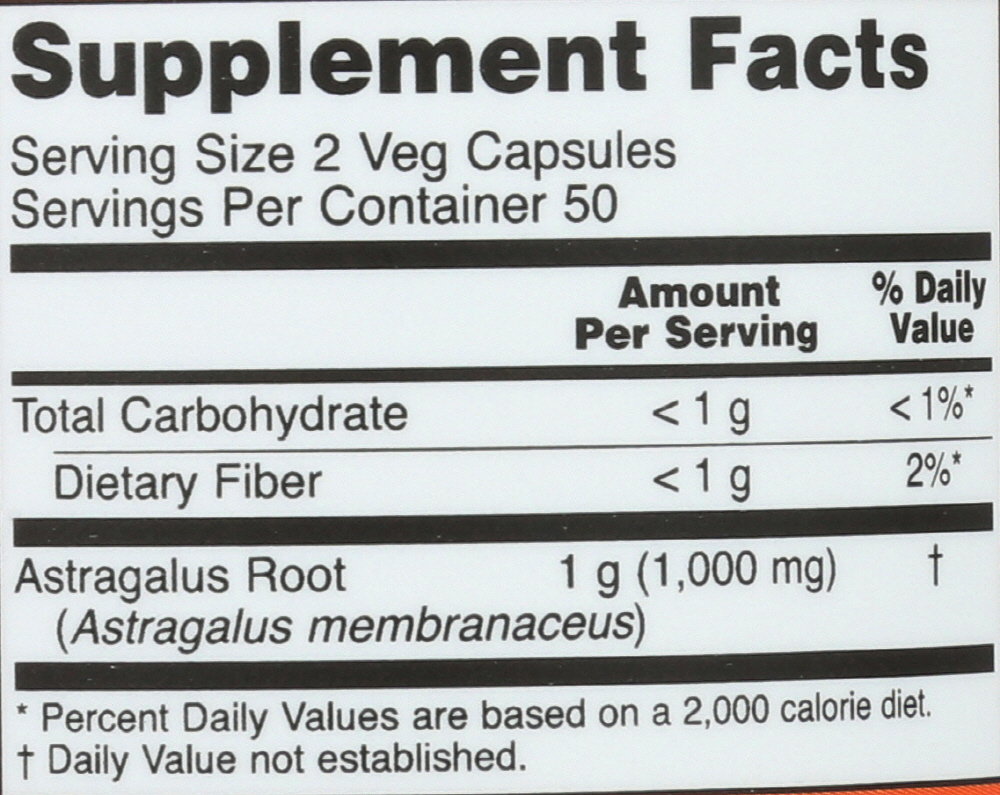 Supplement Facts
Serving Size 2 Veg Capsules
Servings Per Container 50
Amount Per Serving % Daily Value
Total Carbohydrate < 1 g < 1%*
Dietary Fiber < 1 g 2%*
Astragalus Root 1 g (1,000 mg) †
(Astragalus membranaceus)
* Percent Daily Values are based on a 2,000 calorie diet.
† Daily Value not established.